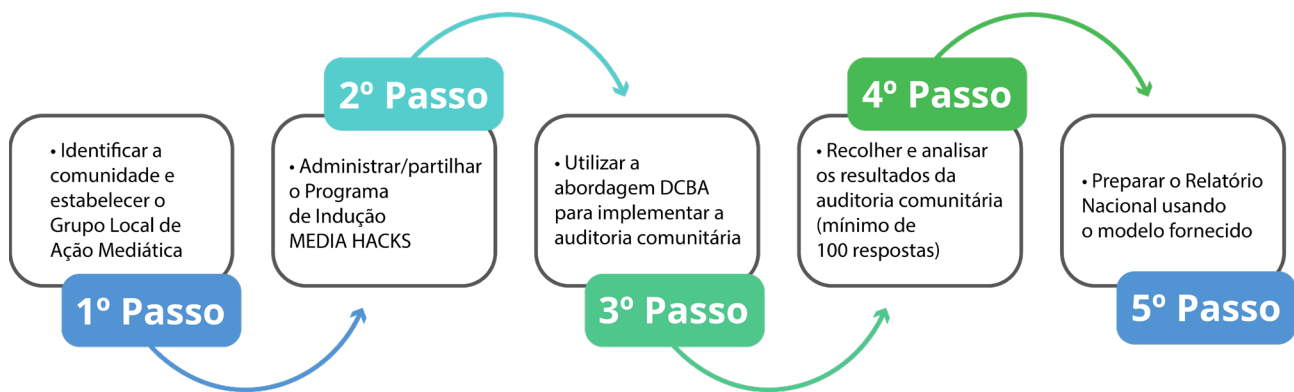 • Identificar a
comunidade e
estabelecer o
Grupo Local de
Ação Mediática
1º Passo
2º Passo
• Administrar/partilhar
o Programa
de Indução
MEDIA HACKS
• Utilizar a
abordagem DCBA
para implementar a
auditoria comunitária
3º Passo
4º Passo
• Recolher e analisar
os resultados da
auditoria comunitária
(mínimo de
100 respostas)
• Preparar o Relatório
Nacional usando
o modelo fornecido
5º Passo